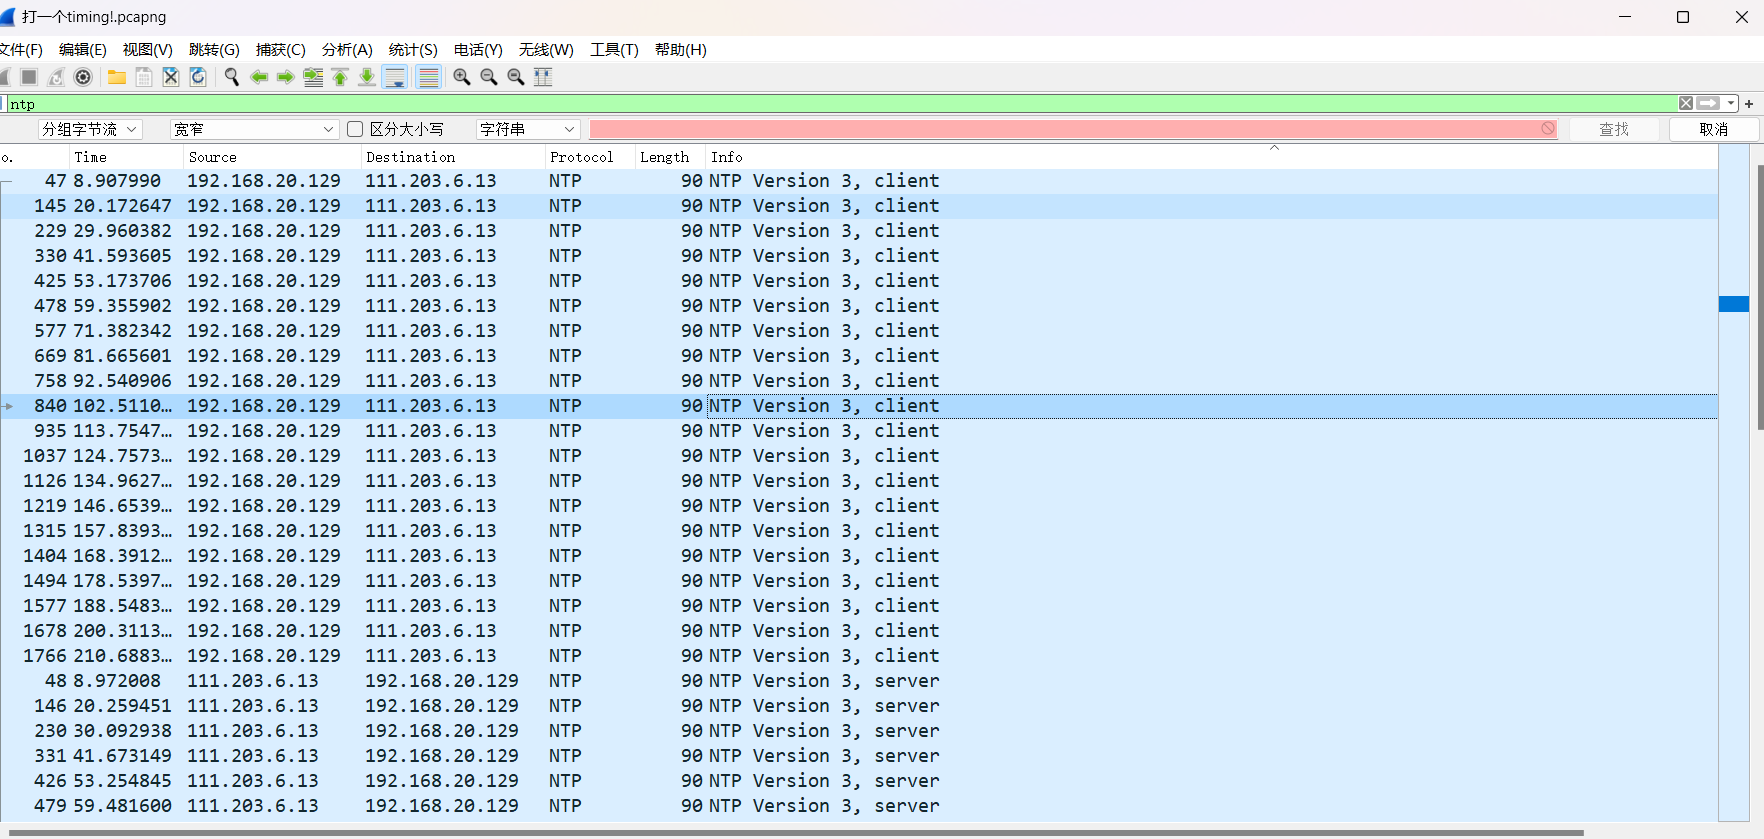 打一个timing!.pcapng
文件(F) 编辑(E) 视图(V) 跳转(G) 捕获(C) 分析(A) 统计(S) 电话(Y) 无线(W) 工具(T) 帮助(H)
ntp
分组字节流 宽窄 区分大小写 字符串 查找 取消
o. Time Source Destination Protocol Length Info
47 8.907990 192.168.20.129 111.203.6.13 NTP 90 NTP Version 3, client
145 20.172647 192.168.20.129 111.203.6.13 NTP 90 NTP Version 3, client
229 29.960382 192.168.20.129 111.203.6.13 NTP 90 NTP Version 3, client
330 41.593605 192.168.20.129 111.203.6.13 NTP 90 NTP Version 3, client
425 53.173706 192.168.20.129 111.203.6.13 NTP 90 NTP Version 3, client
478 59.355902 192.168.20.129 111.203.6.13 NTP 90 NTP Version 3, client
577 71.382342 192.168.20.129 111.203.6.13 NTP 90 NTP Version 3, client
669 81.665601 192.168.20.129 111.203.6.13 NTP 90 NTP Version 3, client
758 92.540906 192.168.20.129 111.203.6.13 NTP 90 NTP Version 3, client
840 102.5110… 192.168.20.129 111.203.6.13 NTP 90 NTP Version 3, client
935 113.7547… 192.168.20.129 111.203.6.13 NTP 90 NTP Version 3, client
1037 124.7573… 192.168.20.129 111.203.6.13 NTP 90 NTP Version 3, client
1126 134.9627… 192.168.20.129 111.203.6.13 NTP 90 NTP Version 3, client
1219 146.6539… 192.168.20.129 111.203.6.13 NTP 90 NTP Version 3, client
1315 157.8393… 192.168.20.129 111.203.6.13 NTP 90 NTP Version 3, client
1404 168.3912… 192.168.20.129 111.203.6.13 NTP 90 NTP Version 3, client
1494 178.5397… 192.168.20.129 111.203.6.13 NTP 90 NTP Version 3, client
1577 188.5483… 192.168.20.129 111.203.6.13 NTP 90 NTP Version 3, client
1678 200.3113… 192.168.20.129 111.203.6.13 NTP 90 NTP Version 3, client
1766 210.6883… 192.168.20.129 111.203.6.13 NTP 90 NTP Version 3, client
48 8.972008 111.203.6.13 192.168.20.129 NTP 90 NTP Version 3, server
146 20.259451 111.203.6.13 192.168.20.129 NTP 90 NTP Version 3, server
230 30.092938 111.203.6.13 192.168.20.129 NTP 90 NTP Version 3, server
331 41.673149 111.203.6.13 192.168.20.129 NTP 90 NTP Version 3, server
426 53.254845 111.203.6.13 192.168.20.129 NTP 90 NTP Version 3, server
479 59.481600 111.203.6.13 192.168.20.129 NTP 90 NTP Version 3, server